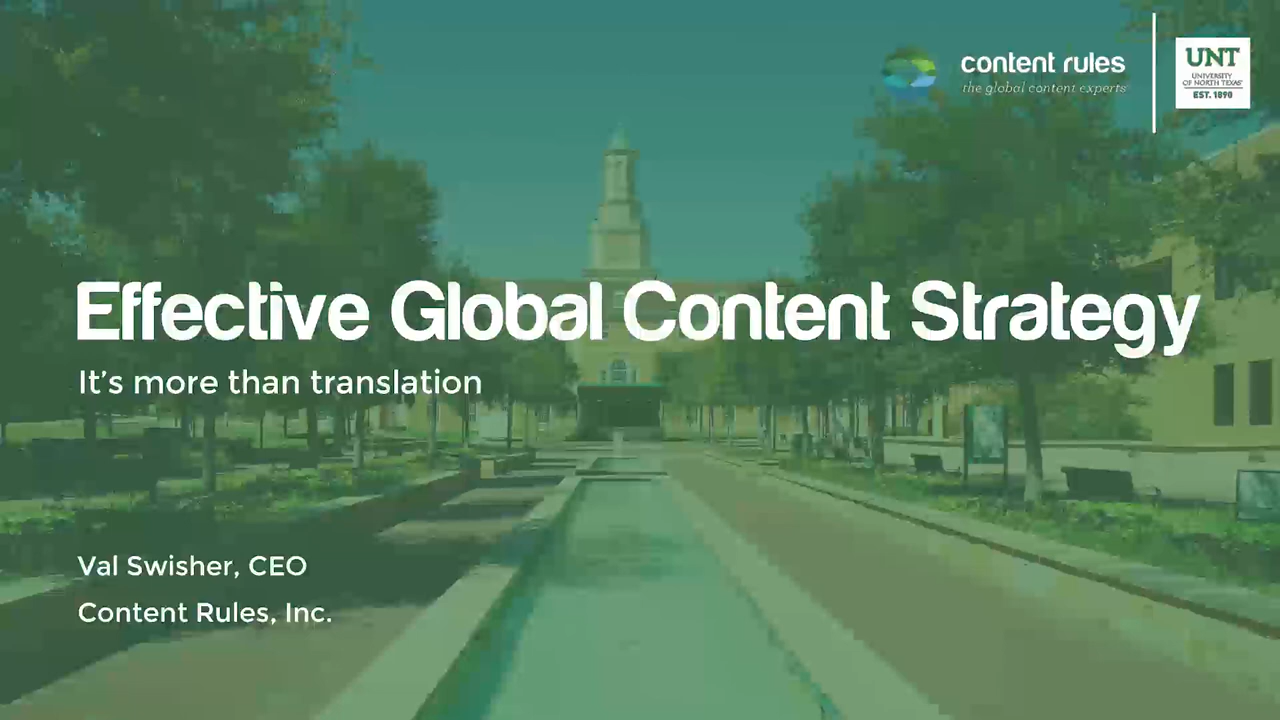 content rules
the global content experts
UNT
UNIVERSITY
OF NORTH TEXAS
EST. 1890
Effective Global Content Strategy
It's more than translation
Val Swisher, CEO
Content Rules, Inc.